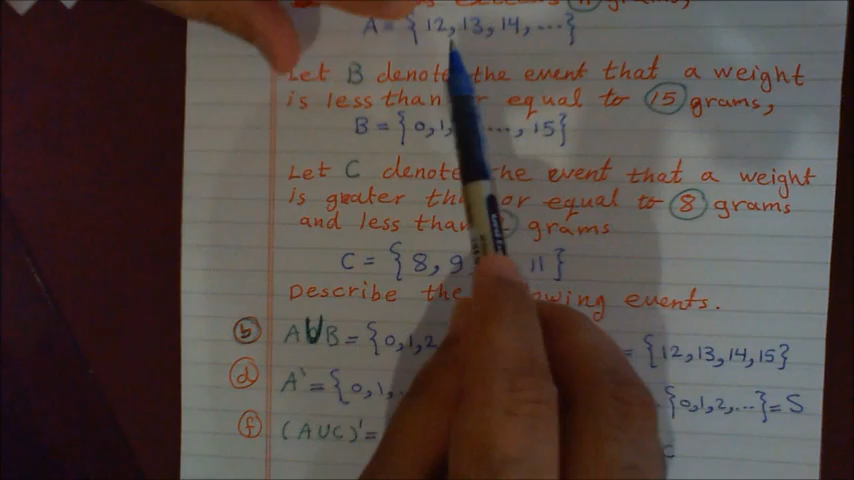 grams,
A = { 12, 13, 14, ... }
Let B denote the event that a weight
is less than or equal to 15 grams,
B = { 0, 1, ..., 15 }
Let C denote the event that a weight
is greater or equal to 8 grams
and less than grams
C = { 8, 9, 11 }
Describe the events.
(b) A U B = { 0, 1, 2 = { 12, 13, 14, 15 }
(d) A' = { 0, 1, . { 0, 1, 2, ... } = S
(f) (A U C)' = C